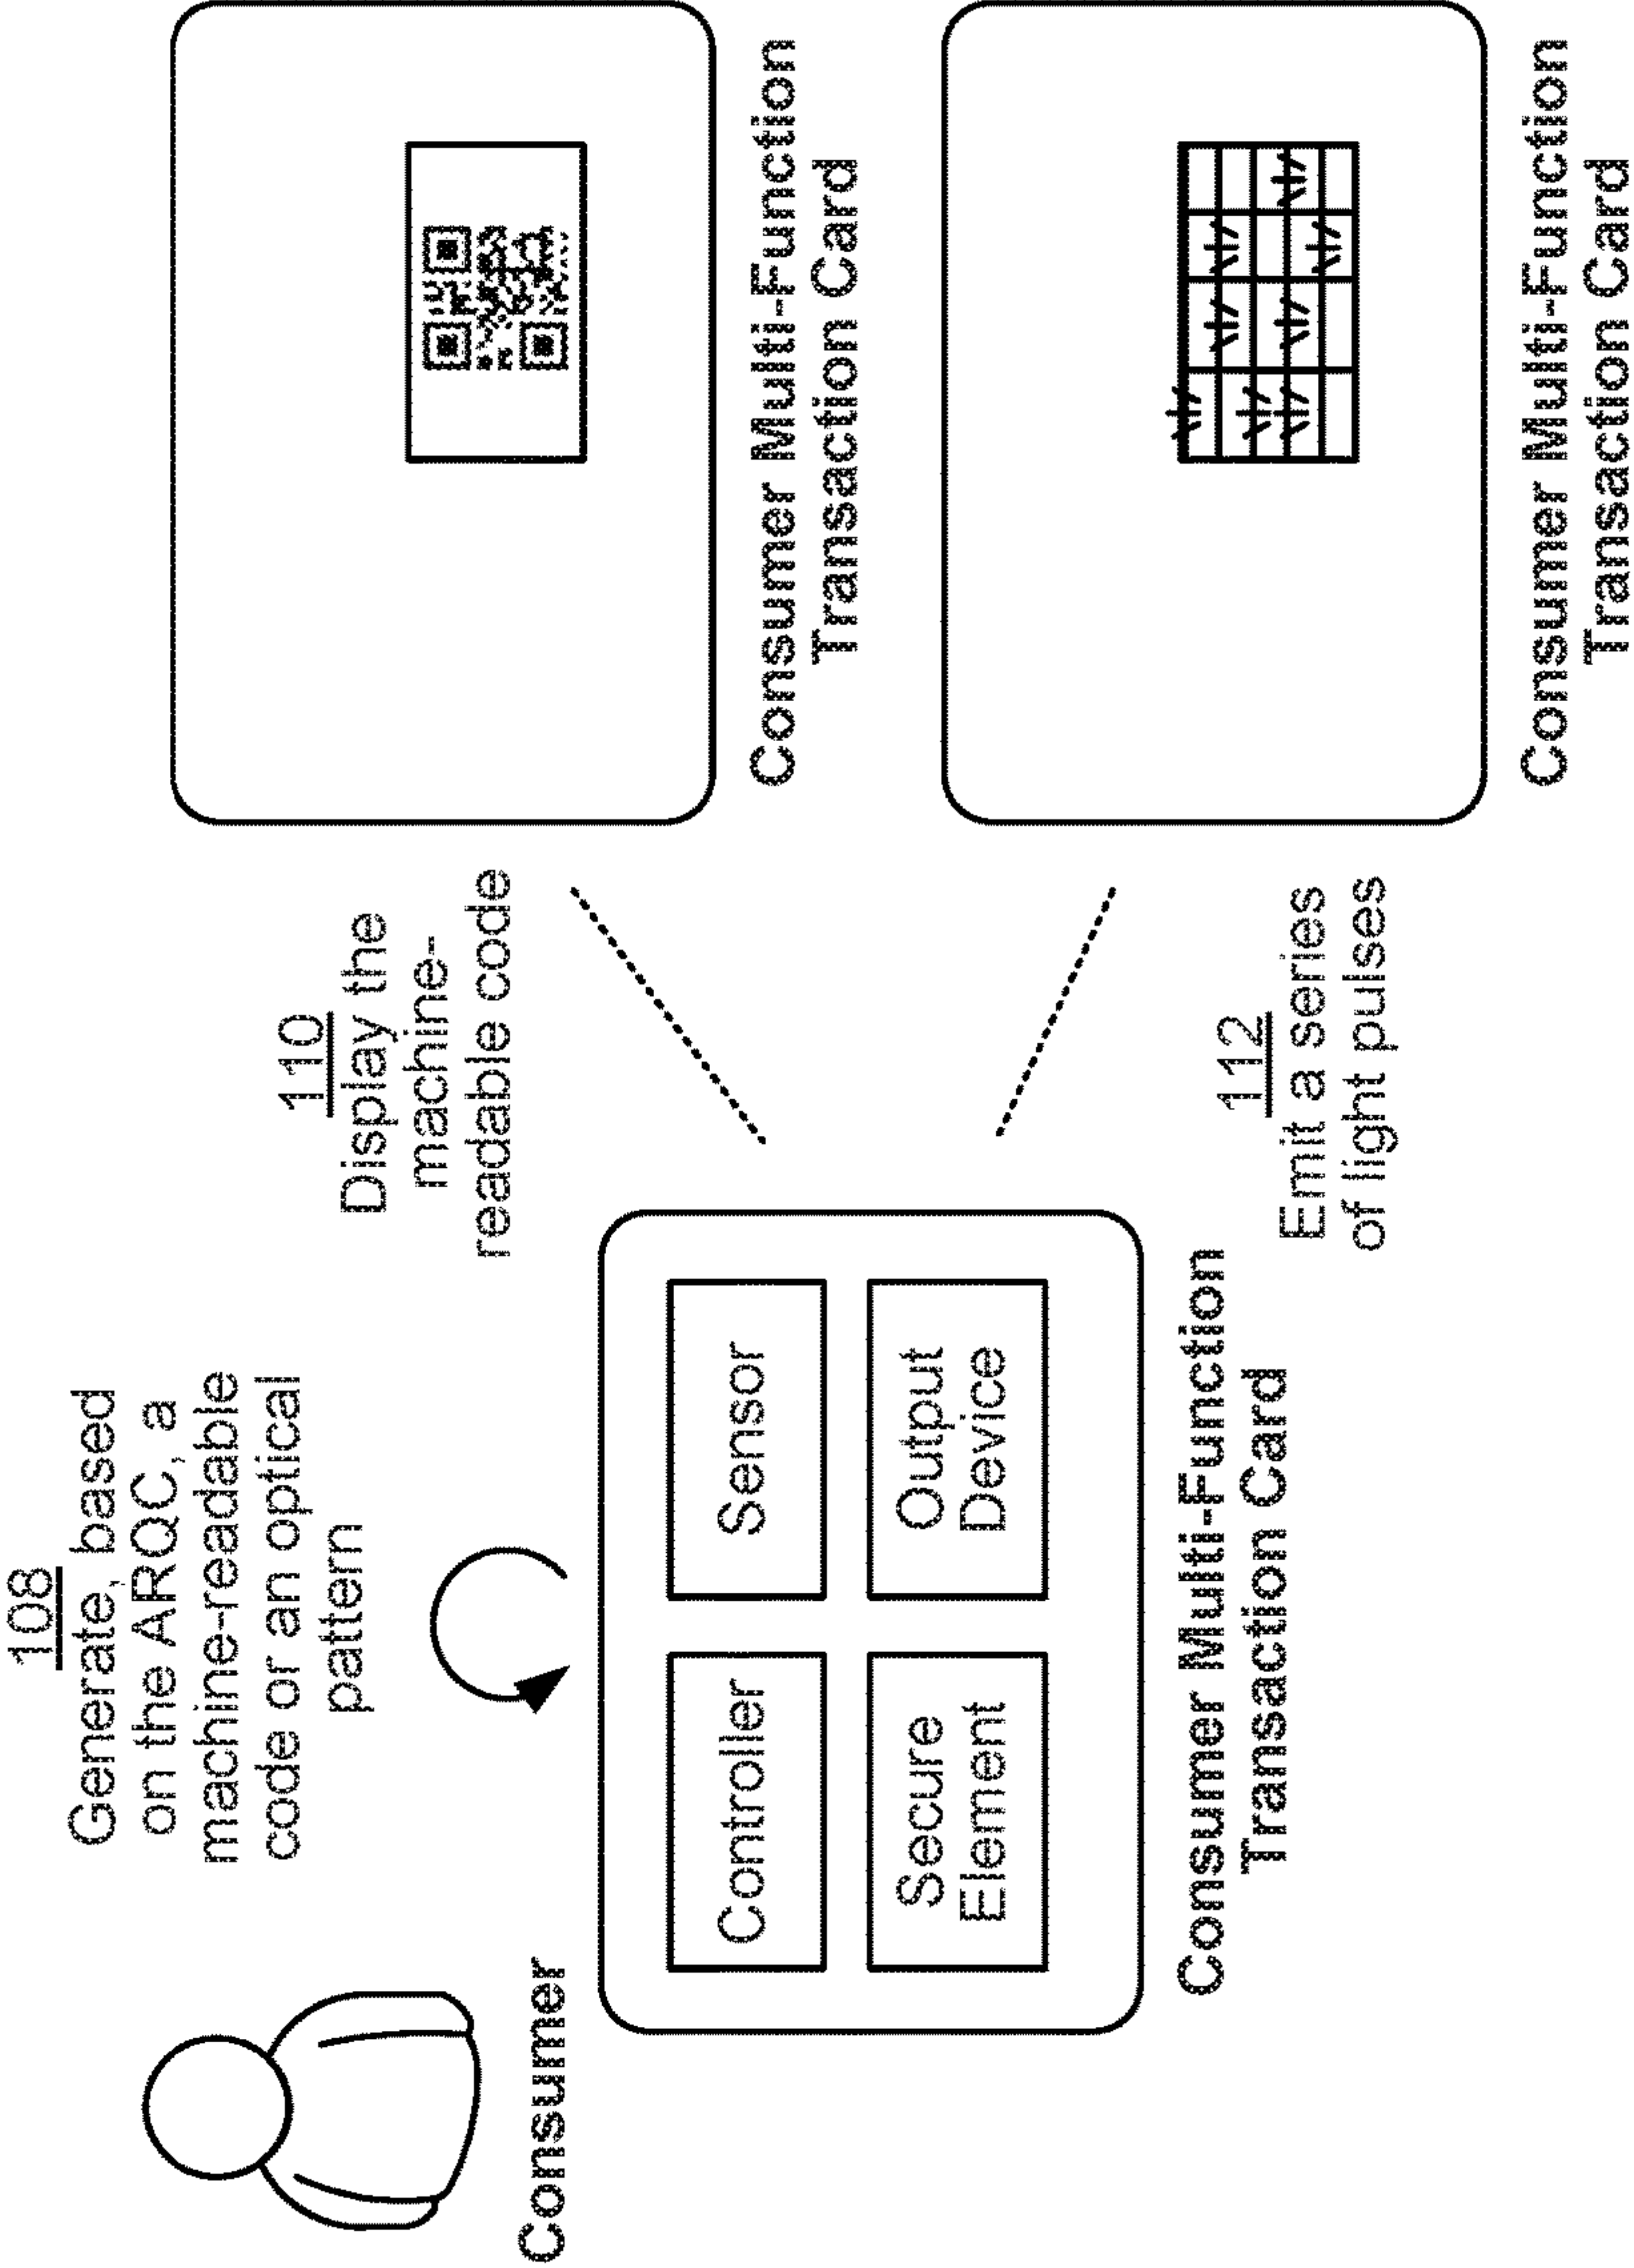 108
Generate, based
on the ARQC, a
machine-readable
code or an optical
pattern
Consumer
Controller
Sensor
Secure
Element
Output
Device
Consumer Multi-Function
Transaction Card
110
Display the
machine-
readable code
Consumer Multi-Function
Transaction Card
112
Emit a series
of light pulses
Consumer Multi-Function
Transaction Card